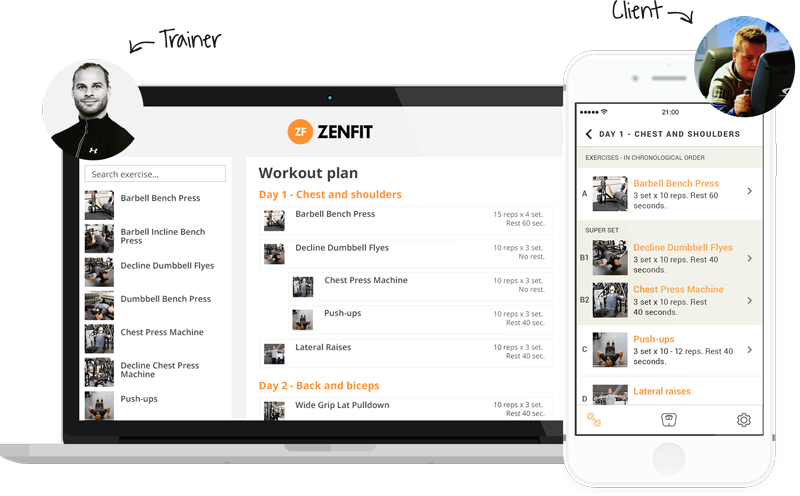 Trainer
Client
ZF ZENFIT
Search exercise...
Barbell Bench Press
Barbell Incline Bench
Press
Decline Dumbbell Flyes
Dumbbell Bench Press
Chest Press Machine
Decline Chest Press
Machine
Push-ups
Workout plan
Day 1 - Chest and shoulders
Barbell Bench Press
15 reps x 4 set.
Rest 60 sec.
Decline Dumbbell Flyes
10 reps x 3 set.
No rest.
Chest Press Machine
10 reps x 3 set.
No rest.
Push-ups
10 reps x 3 set.
Rest 40 sec.
Lateral Raises
10 reps x 3 set.
Rest 40 sec.
Day 2 - Back and biceps
Wide Grip Lat Pulldown
10 reps x 3 set.
Rest 40 sec.
21:00
DAY 1 - CHEST AND SHOULDERS
EXERCISES - IN CHRONOLOGICAL ORDER
A
Barbell Bench Press
3 set x 10 reps. Rest 60
seconds.
SUPER SET
B1
Decline Dumbbell Flyes
3 set x 10 reps. Rest 40
seconds.
B2
Chest Press Machine
3 set x 10 reps. Rest
40 seconds.
C
Push-ups
3 set x 10 - 12 reps. Rest 40
seconds.
D
Lateral raises